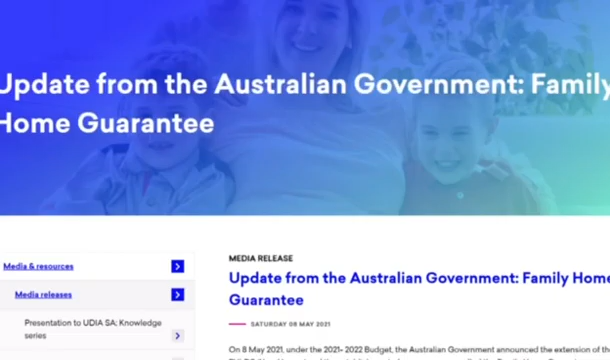 Update from the Australian Government: Family
Home Guarantee
Media & resources
MEDIA RELEASE
Update from the Australian Government: Family Home
Guarantee
Media releases
SATURDAY 08 MAY 2021
Presentation to UDIA SA; Knowledge
series
On 8 May 2021, under the 2021- 2022 Budget, the Australian Government announced the extension of the